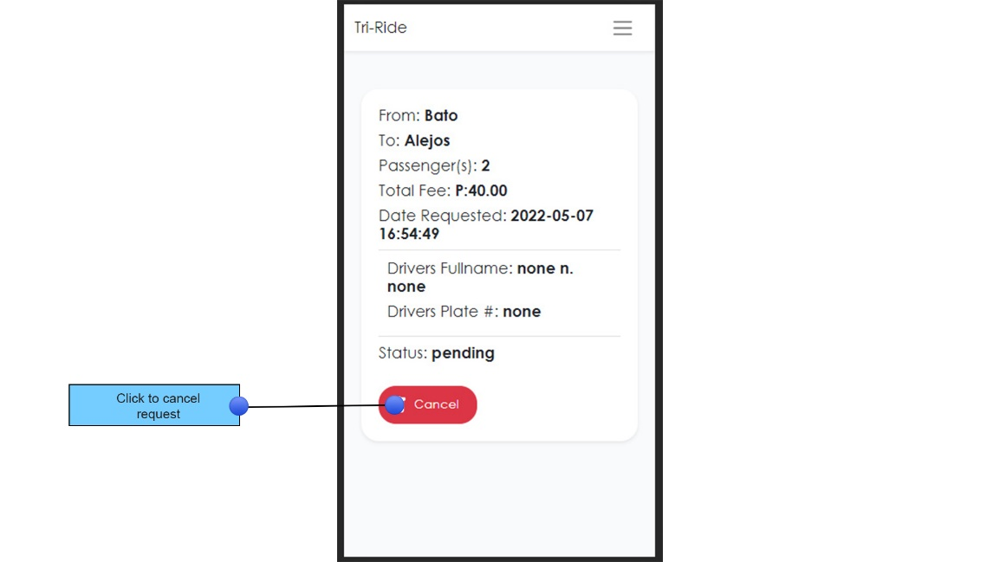 Tri-Ride
From: Bato
To: Alejos
Passenger(s): 2
Total Fee: P:40.00
Date Requested: 2022-05-07
16:54:49
Drivers Fullname: none n.
none
Drivers Plate #: none
Status: pending
Click to cancel
request
Cancel